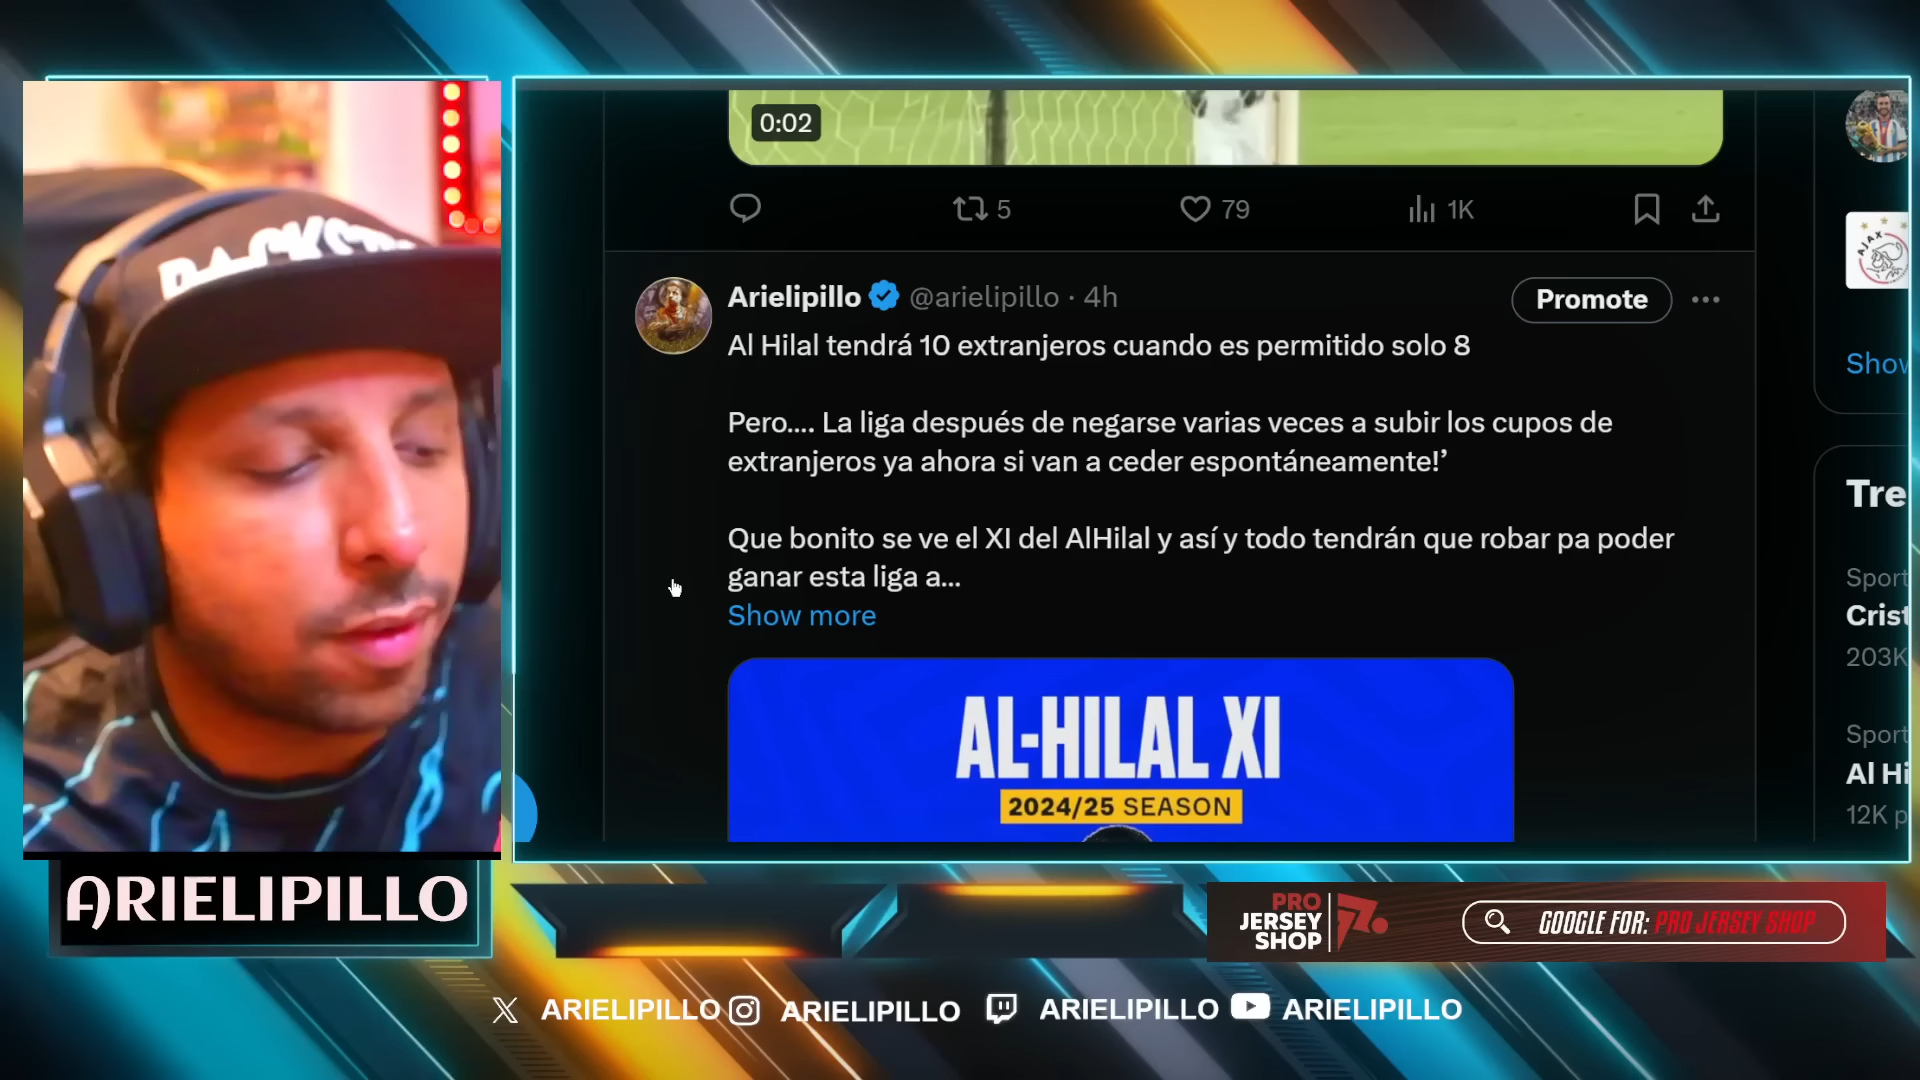 0:02
5
79
1K
Arielipillo @arielipillo · 4h
Promote
Al Hilal tendrá 10 extranjeros cuando es permitido solo 8
Pero.... La liga después de negarse varias veces a subir los cupos de
extranjeros ya ahora si van a ceder espontáneamente!’
Que bonito se ve el XI del AlHilal y así y todo tendrán que robar pa poder
ganar esta liga a...
Show more
AL-HILAL XI
2024/25 SEASON
AJAX
Show
Tre
Sport
Crist
203K
Sport
Al Hi
12K p
ARIELIPILLO
PRO
JERSEY
SHOP
GOOGLE FOR: PRO JERSEY SHOP
ARIELIPILLO
ARIELIPILLO
ARIELIPILLO
ARIELIPILLO